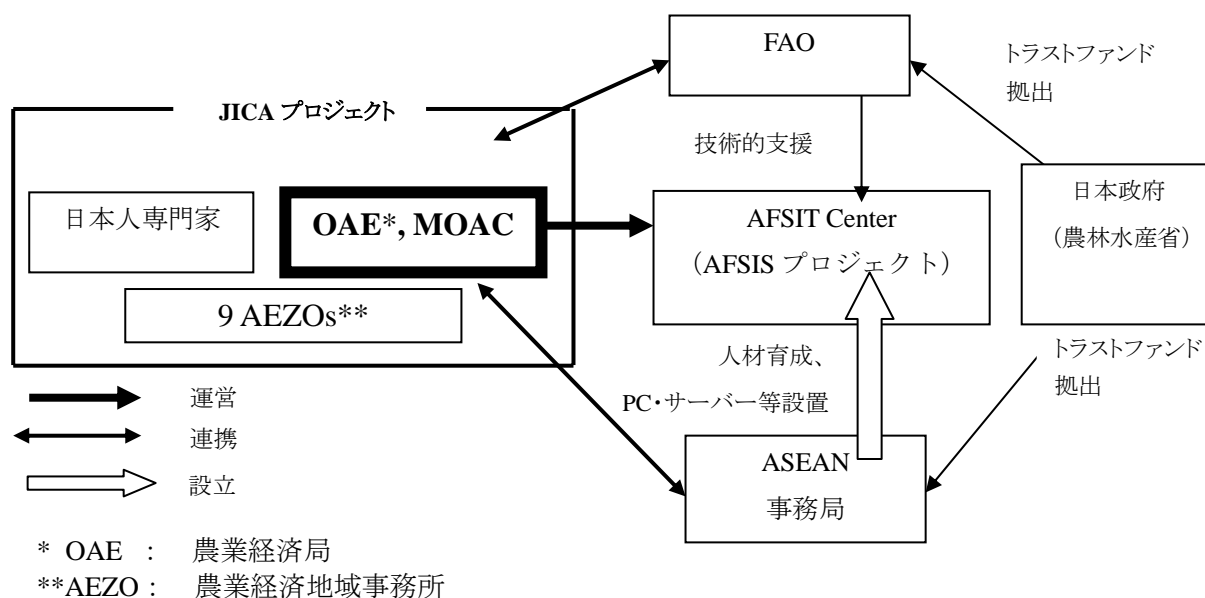 FAO
トラストファンド
拠出
JICA プロジェクト
技術的支援
日本人専門家
OAE*, MOAC
AFSIT Center
（AFSIS プロジェクト）
日本政府
（農林水産省）
9 AEZOs**
人材育成、
PC・サーバー等設置
トラストファンド
拠出
運営
連携
設立
ASEAN
事務局
* OAE : 農業経済局
**AEZO : 農業経済地域事務所